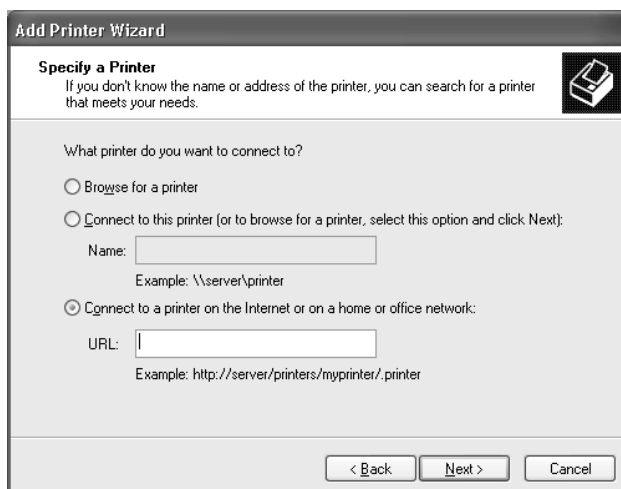 Add Printer Wizard
Specify a Printer
If you don't know the name or address of the printer, you can search for a printer
that meets your needs.
What printer do you want to connect to?
Browse for a printer
Connect to this printer (or to browse for a printer, select this option and click Next):
Name:
Example: \\server\printer
Connect to a printer on the Internet or on a home or office network:
URL:
Example: http://server/printers/myprinter/.printer
< Back Next > Cancel